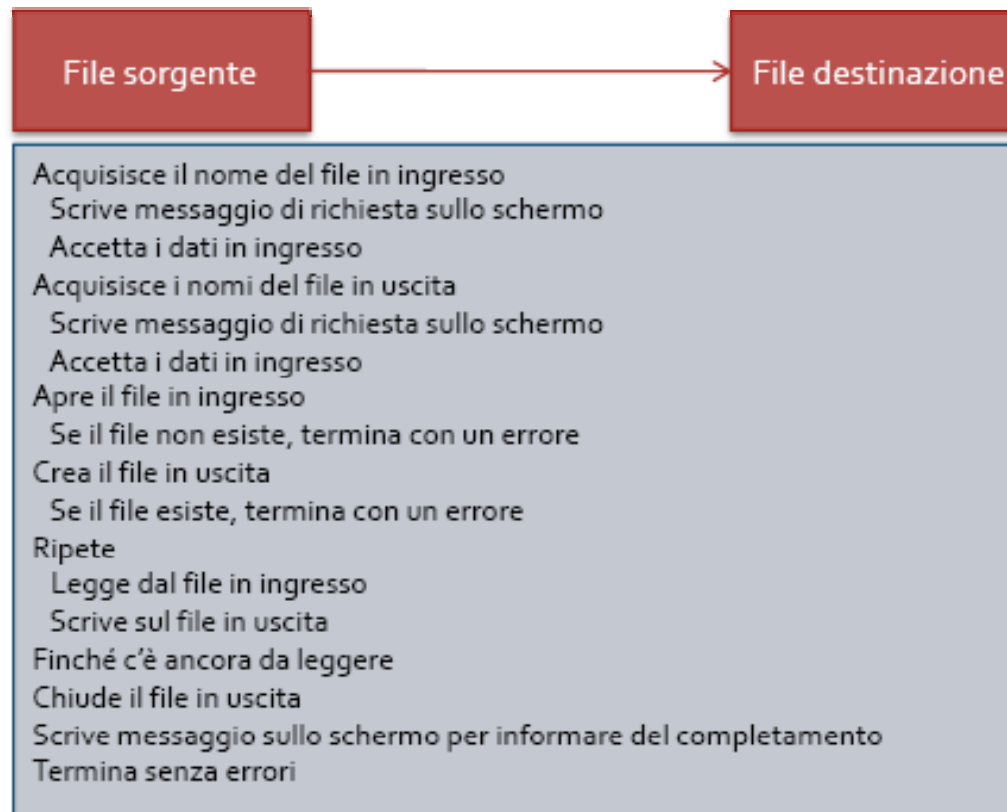 File sorgente
File destinazione
Acquisisce il nome del file in ingresso
Scrive messaggio di richiesta sullo schermo
Accetta i dati in ingresso
Acquisisce i nomi del file in uscita
Scrive messaggio di richiesta sullo schermo
Accetta i dati in ingresso
Apre il file in ingresso
Se il file non esiste, termina con un errore
Crea il file in uscita
Se il file esiste, termina con un errore
Ripete
Legge dal file in ingresso
Scrive sul file in uscita
Finché c'è ancora da leggere
Chiude il file in uscita
Scrive messaggio sullo schermo per informare del completamento
Termina senza errori